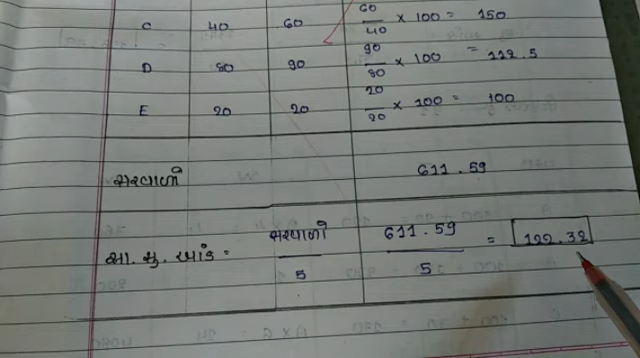 C 40 60 60/40 × 100 = 150
D 80 90 90/80 × 100 = 112.5
E 20 20 20/20 × 100 = 100
સરવાળો 611.59
આ. સુ. આંક = સરવાળો/5 611.59/5 = 122.32